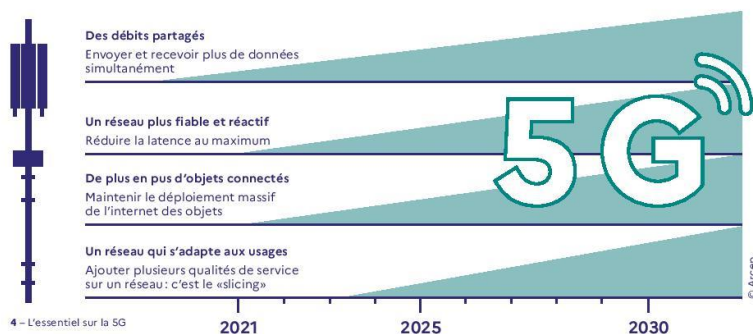 Des débits partagés
Envoyer et recevoir plus de données
simultanément
Un réseau plus fiable et réactif
Réduire la latence au maximum
De plus en pus d'objets connectés
Maintenir le déploiement massif
de l'internet des objets
Un réseau qui s'adapte aux usages
Ajouter plusieurs qualités de service
sur un réseau : c'est le «slicing»
5G
© Arcep
4 – L'essentiel sur la 5G
2021
2025
2030